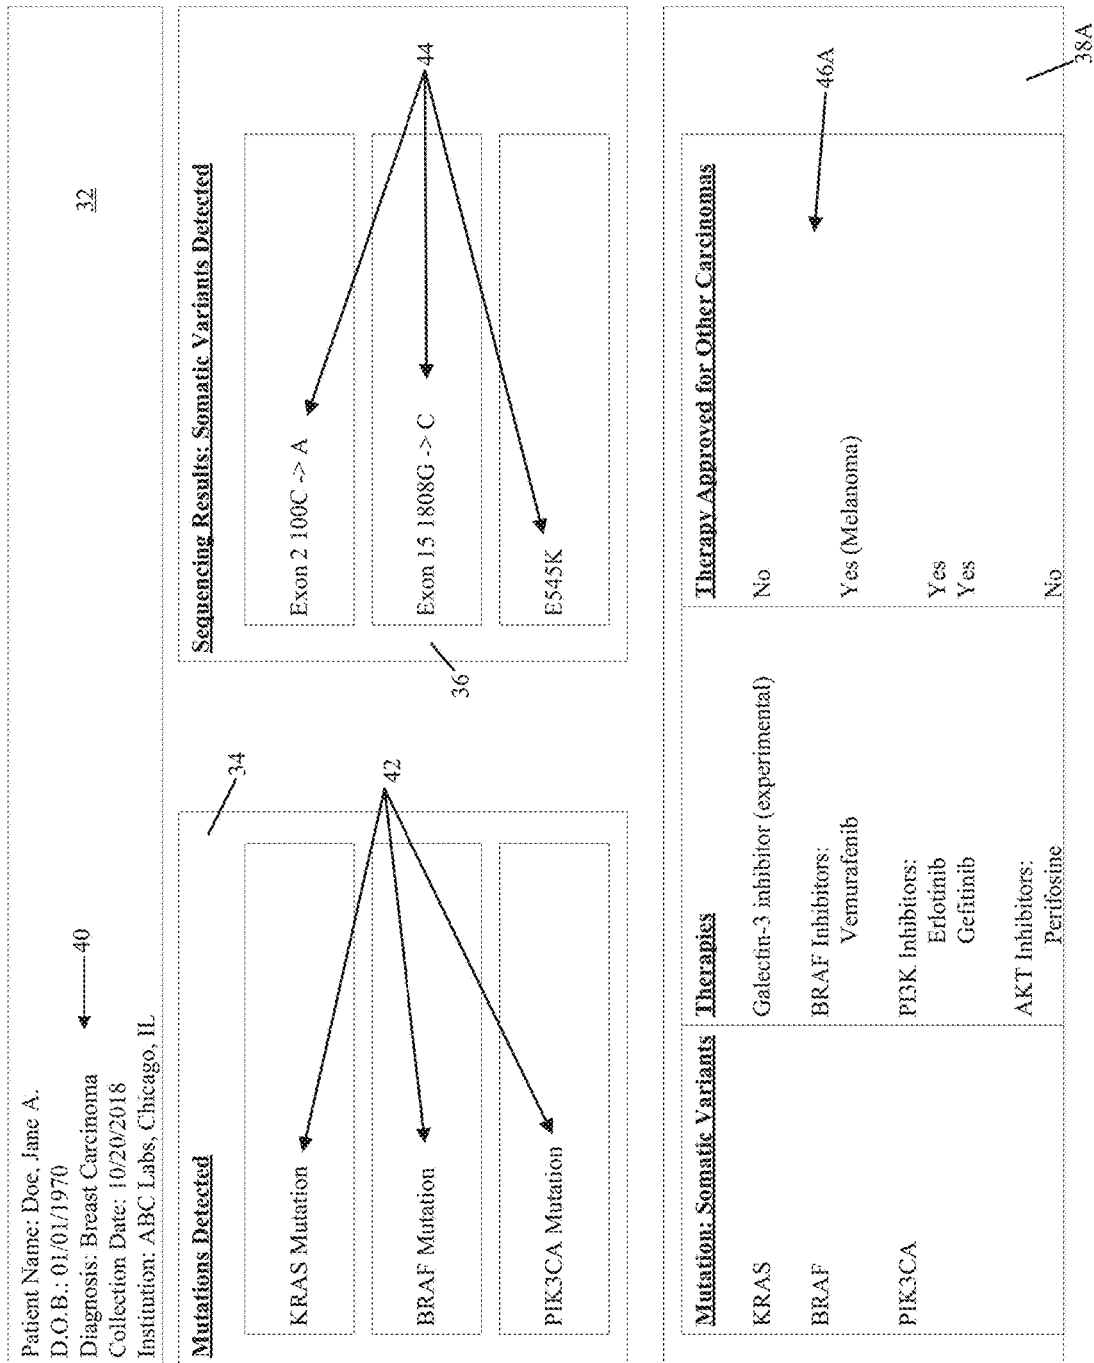 Patient Name: Doe, Jane A.
D.O.B.: 01/01/1970
Diagnosis: Breast Carcinoma
40
Collection Date: 10/20/2018
Institution: ABC Labs, Chicago, IL
32
Mutations Detected
34
KRAS Mutation
BRAF Mutation
PIK3CA Mutation
42
Sequencing Results: Somatic Variants Detected
Exon 2 100C -> A
Exon 15 1808G -> C
E545K
44
36
Mutation: Somatic Variants Therapies Therapy Approved for Other Carcinomas
KRAS Galectin-3 inhibitor (experimental) No
BRAF BRAF Inhibitors:
Vemurafenib Yes (Melanoma)
PIK3CA PI3K Inhibitors:
Erlotinib Yes
Gefitinib Yes
AKT Inhibitors:
Perifosine No
46A
38A